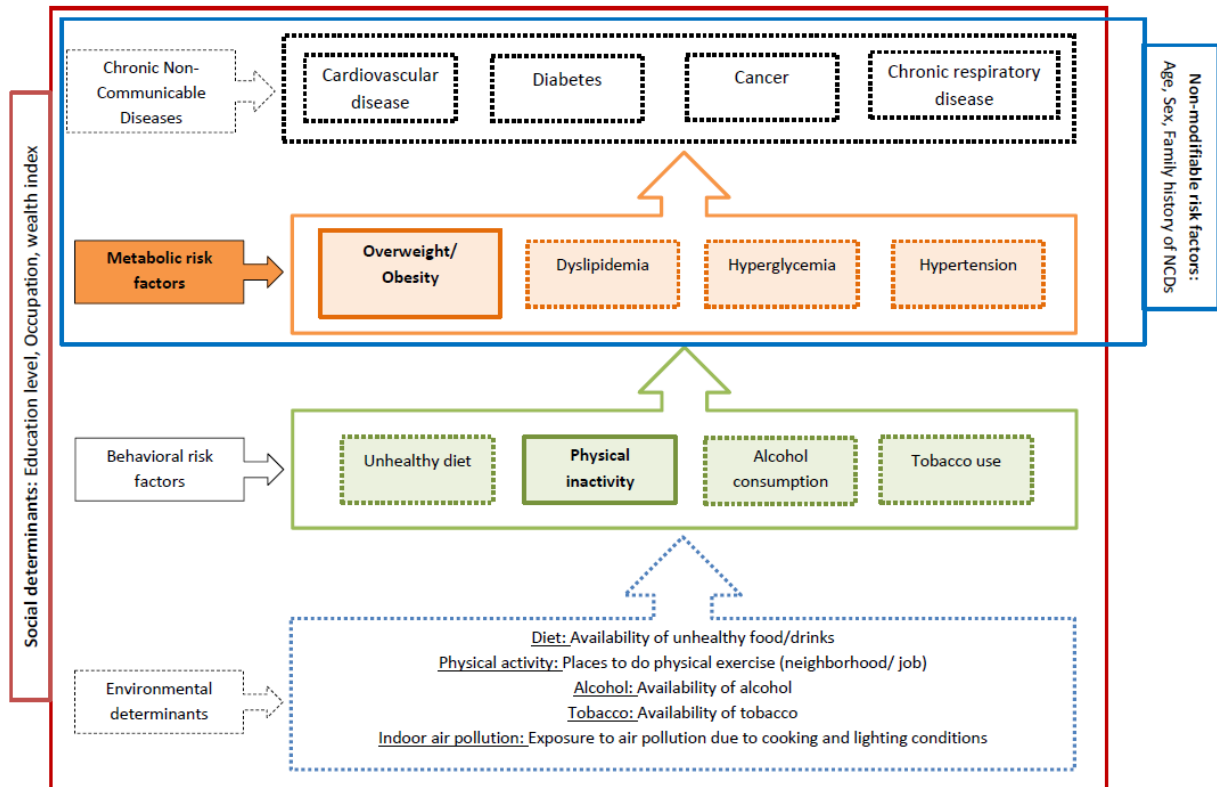 Chronic Non-
Communicable
Diseases
Cardiovascular
disease
Diabetes
Cancer
Chronic respiratory
disease
Non-modifiable risk factors:
Age, Sex, Family history of NCDs
Social determinants: Education level, Occupation, wealth index
Metabolic risk
factors
Overweight/
Obesity
Dyslipidemia
Hyperglycemia
Hypertension
Behavioral risk
factors
Unhealthy diet
Physical
inactivity
Alcohol
consumption
Tobacco use
Environmental
determinants
Diet: Availability of unhealthy food/drinks
Physical activity: Places to do physical exercise (neighborhood/ job)
Alcohol: Availability of alcohol
Tobacco: Availability of tobacco
Indoor air pollution: Exposure to air pollution due to cooking and lighting conditions